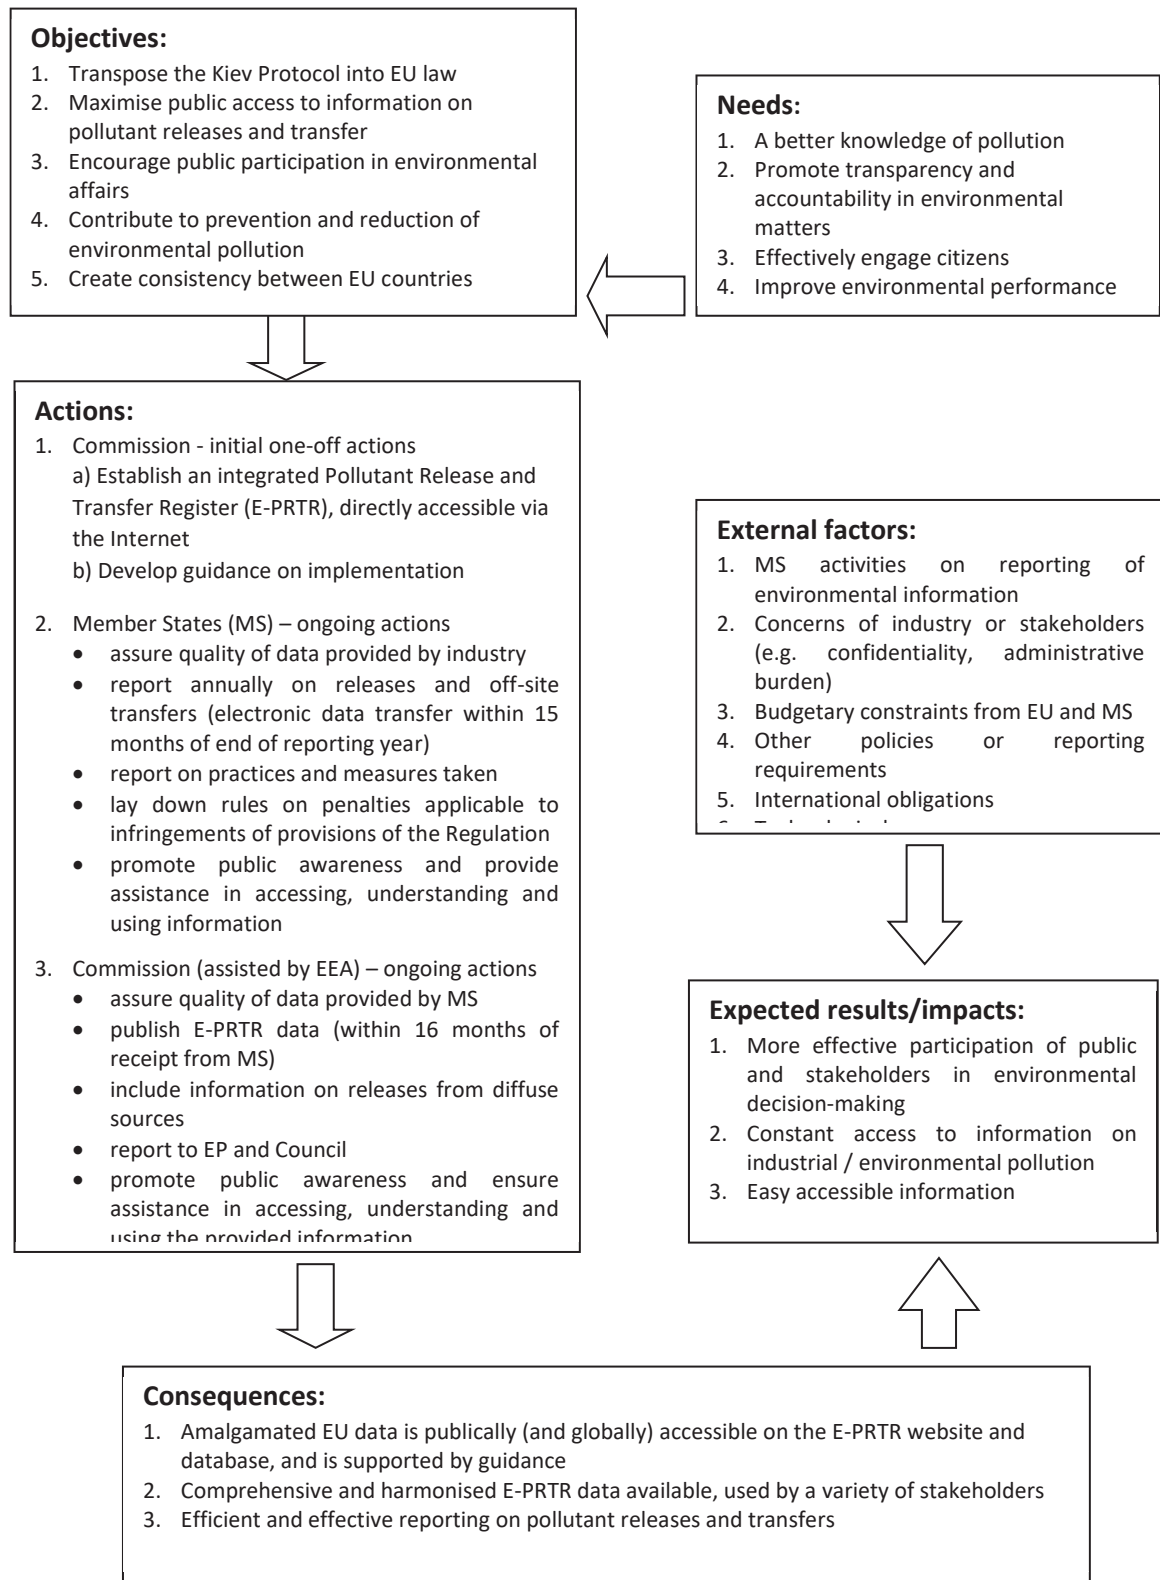 Objectives:
1. Transpose the Kiev Protocol into EU law
2. Maximise public access to information on
pollutant releases and transfer
3. Encourage public participation in environmental
affairs
4. Contribute to prevention and reduction of
environmental pollution
5. Create consistency between EU countries
Needs:
1. A better knowledge of pollution
2. Promote transparency and
accountability in environmental
matters
3. Effectively engage citizens
4. Improve environmental performance
Actions:
1. Commission - initial one-off actions
a) Establish an integrated Pollutant Release and
Transfer Register (E-PRTR), directly accessible via
the Internet
b) Develop guidance on implementation
2. Member States (MS) – ongoing actions
• assure quality of data provided by industry
• report annually on releases and off-site
transfers (electronic data transfer within 15
months of end of reporting year)
• report on practices and measures taken
• lay down rules on penalties applicable to
infringements of provisions of the Regulation
• promote public awareness and provide
assistance in accessing, understanding and
using information
3. Commission (assisted by EEA) – ongoing actions
• assure quality of data provided by MS
• publish E-PRTR data (within 16 months of
receipt from MS)
• include information on releases from diffuse
sources
• report to EP and Council
• promote public awareness and ensure
assistance in accessing, understanding and
using the provided information
External factors:
1. MS activities on reporting of
environmental information
2. Concerns of industry or stakeholders
(e.g. confidentiality, administrative
burden)
3. Budgetary constraints from EU and MS
4. Other policies or reporting
requirements
5. International obligations
Expected results/impacts:
1. More effective participation of public
and stakeholders in environmental
decision-making
2. Constant access to information on
industrial / environmental pollution
3. Easy accessible information
Consequences:
1. Amalgamated EU data is publically (and globally) accessible on the E-PRTR website and
database, and is supported by guidance
2. Comprehensive and harmonised E-PRTR data available, used by a variety of stakeholders
3. Efficient and effective reporting on pollutant releases and transfers